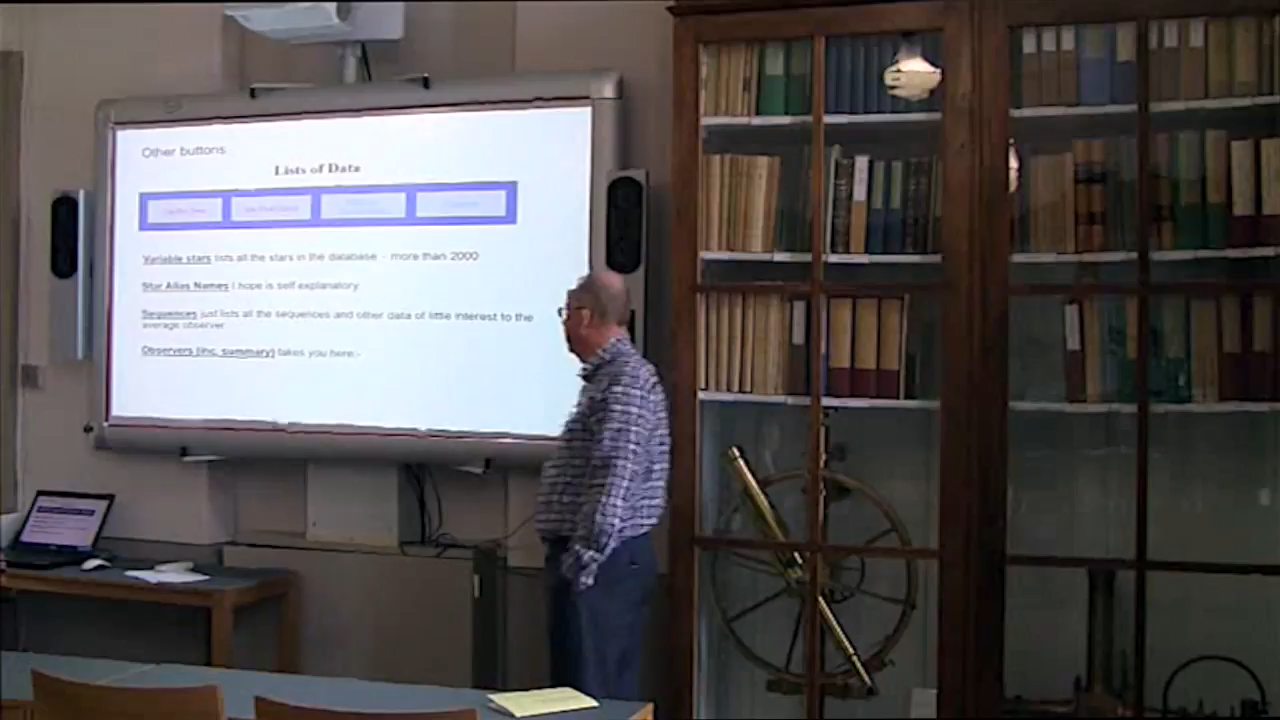 Other buttons
Lists of Data
Variable stars lists all the stars in the database - more than 2000
Star Alias Names I hope is self explanatory
Sequences just lists all the sequences and other data of little interest to the
average observer
Observers (inc. summary) takes you here:-